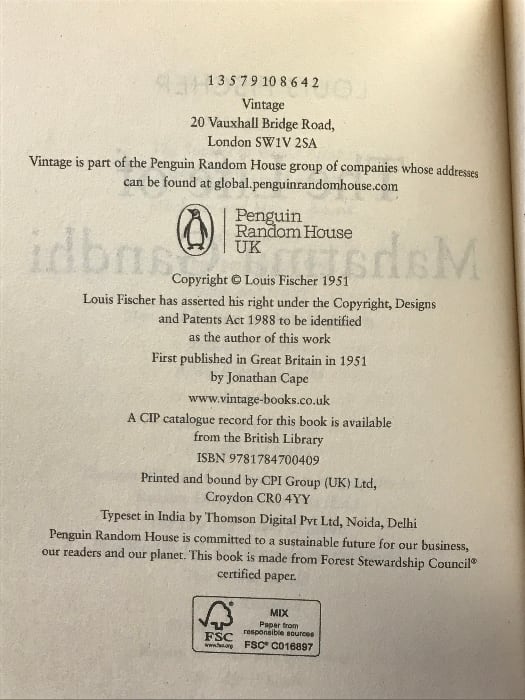 1 3 5 7 9 10 8 6 4 2
Vintage
20 Vauxhall Bridge Road,
London SW1V 2SA
Vintage is part of the Penguin Random House group of companies whose addresses
can be found at global.penguinrandomhouse.com
Penguin
Random House
UK
Copyright © Louis Fischer 1951
Louis Fischer has asserted his right under the Copyright, Designs
and Patents Act 1988 to be identified
as the author of this work
First published in Great Britain in 1951
by Jonathan Cape
www.vintage-books.co.uk
A CIP catalogue record for this book is available
from the British Library
ISBN 9781784700409
Printed and bound by CPI Group (UK) Ltd,
Croydon CR0 4YY
Typeset in India by Thomson Digital Pvt Ltd, Noida, Delhi
Penguin Random House is committed to a sustainable future for our business,
our readers and our planet. This book is made from Forest Stewardship Council®
certified paper.
MIX
Paper from
responsible sources
FSC® C016897
FSC
www.fsc.org